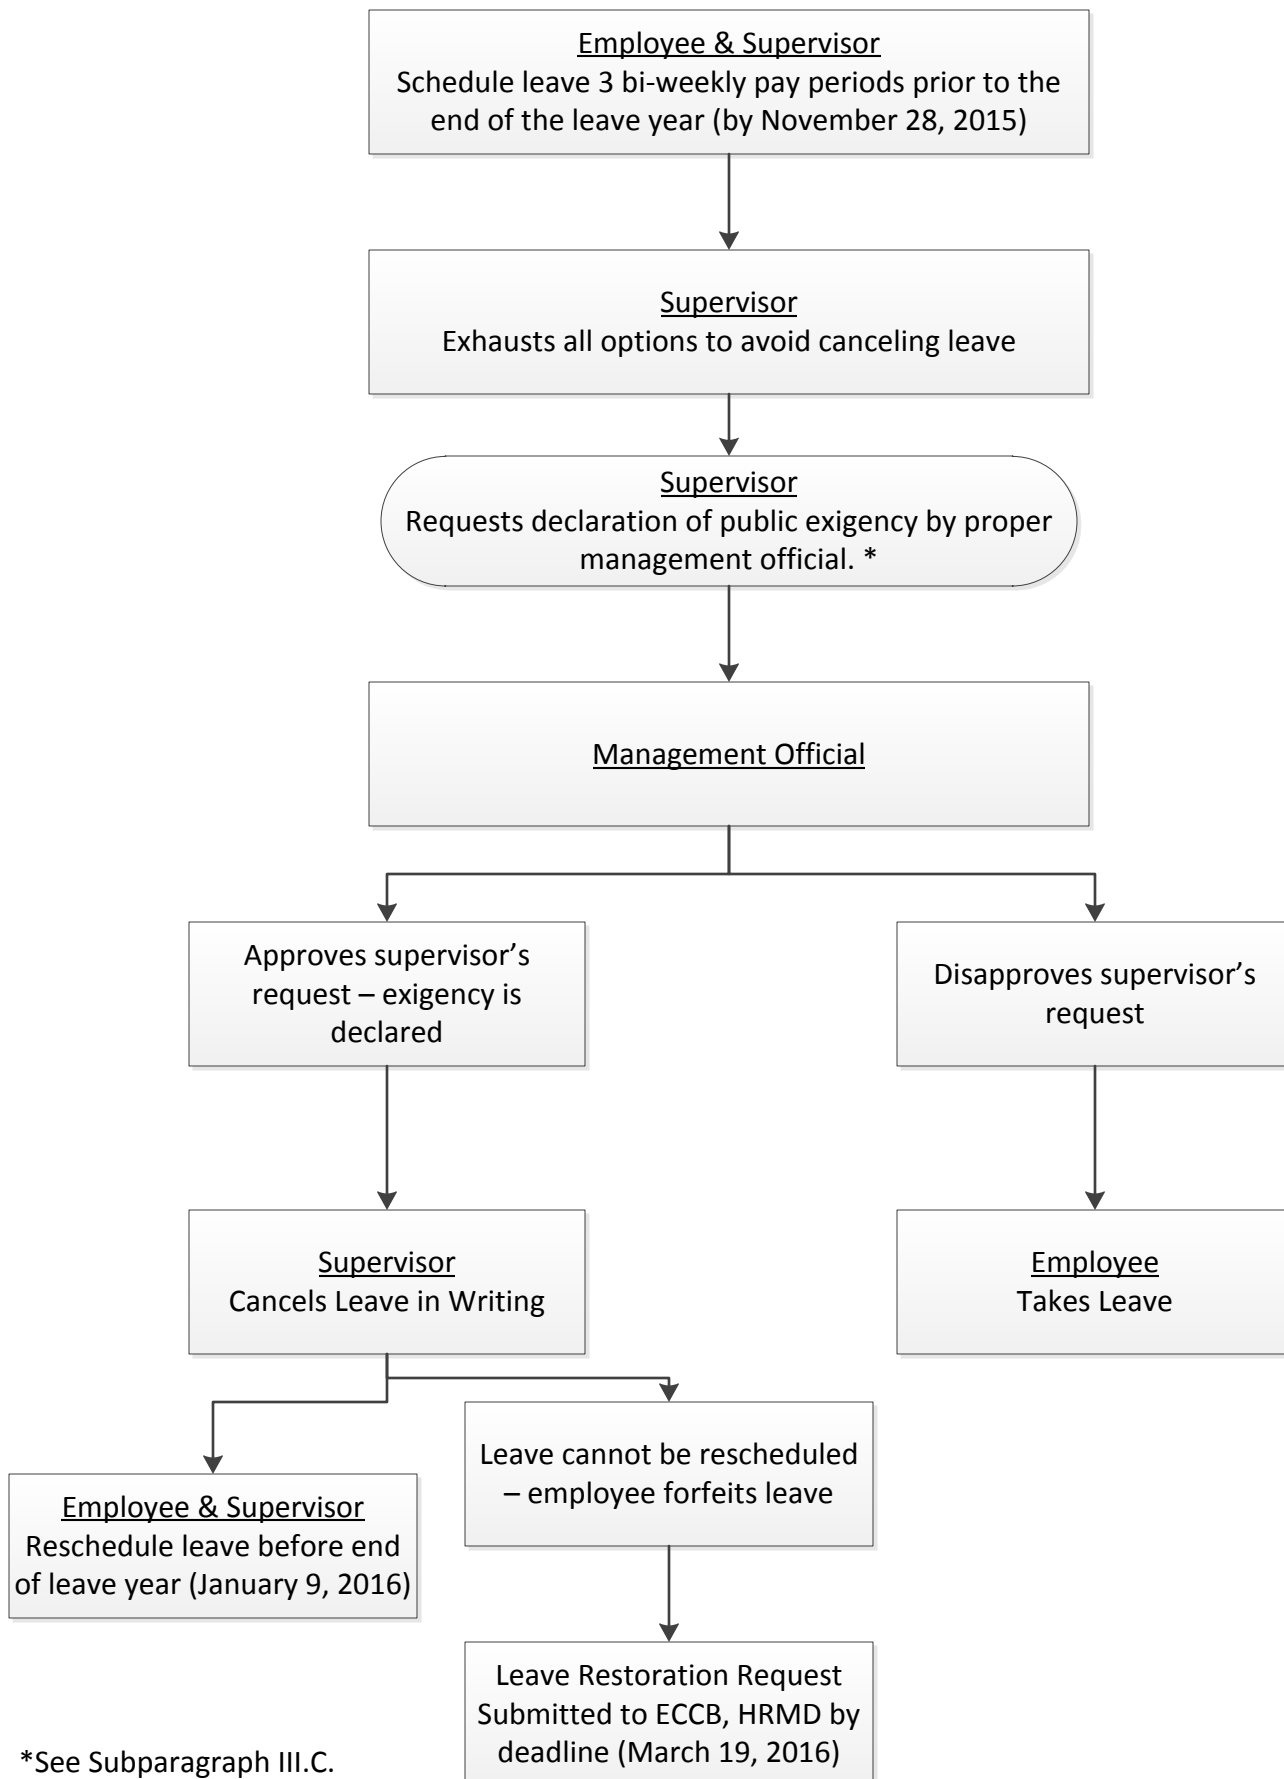 Employee & Supervisor
Schedule leave 3 bi-weekly pay periods prior to the
end of the leave year (by November 28, 2015)
Supervisor
Exhausts all options to avoid canceling leave
Supervisor
Requests declaration of public exigency by proper
management official. *
Management Official
Approves supervisor’s
request – exigency is
declared
Disapproves supervisor’s
request
Supervisor
Cancels Leave in Writing
Employee
Takes Leave
Employee & Supervisor
Reschedule leave before end
of leave year (January 9, 2016)
Leave cannot be rescheduled
– employee forfeits leave
Leave Restoration Request
Submitted to ECCB, HRMD by
deadline (March 19, 2016)
*See Subparagraph III.C.